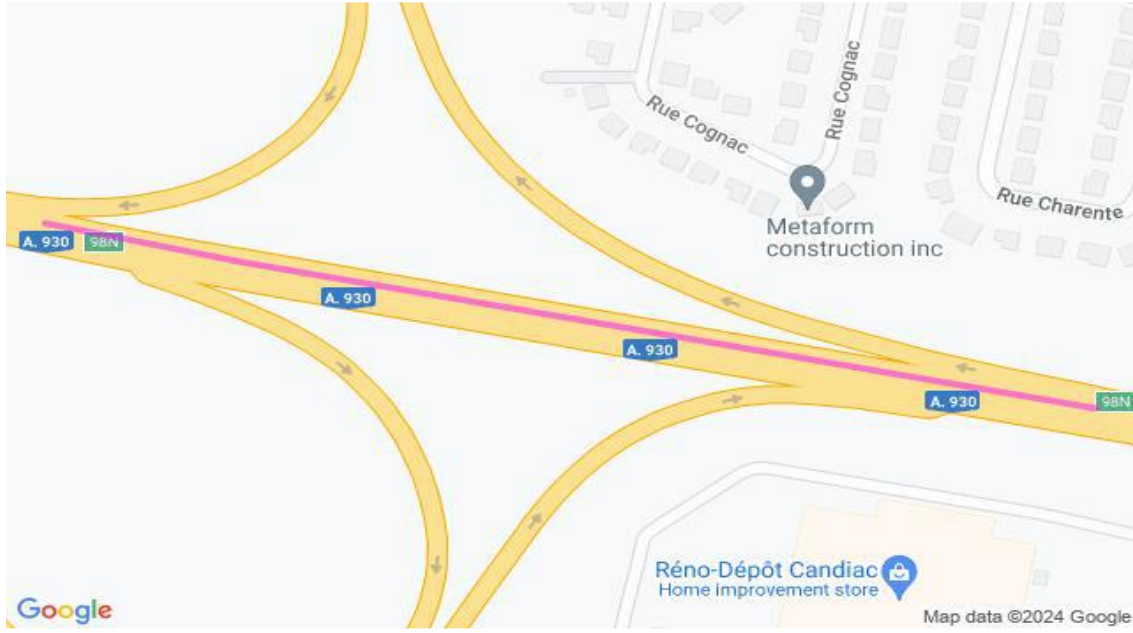 Rue Cognac
Rue Cognac
Rue Charente
Metaform
construction inc
A. 930
98N
A. 930
A. 930
A. 930
98N
Réno-Dépôt Candiac
Home improvement store
Google
Map data ©2024 Google